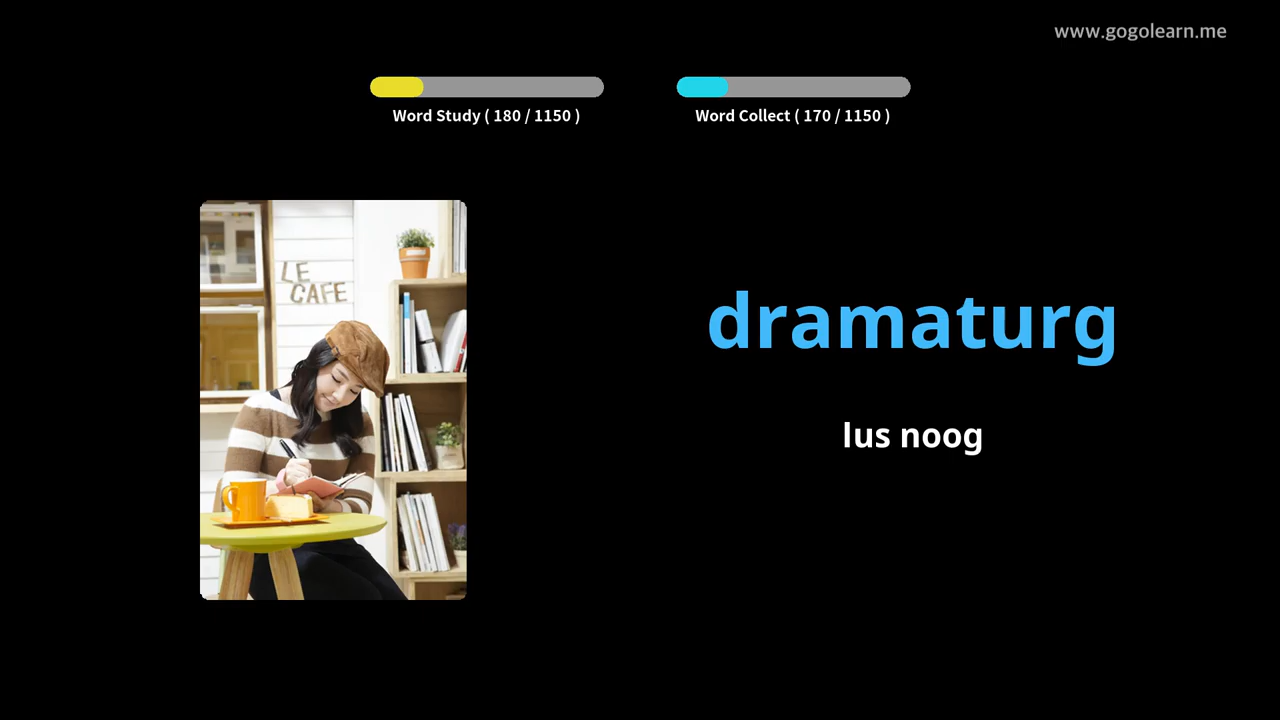 www.gogolearn.me
Word Study ( 180 / 1150 )
Word Collect ( 170 / 1150 )
LE
CAFE
dramaturg
lus noog